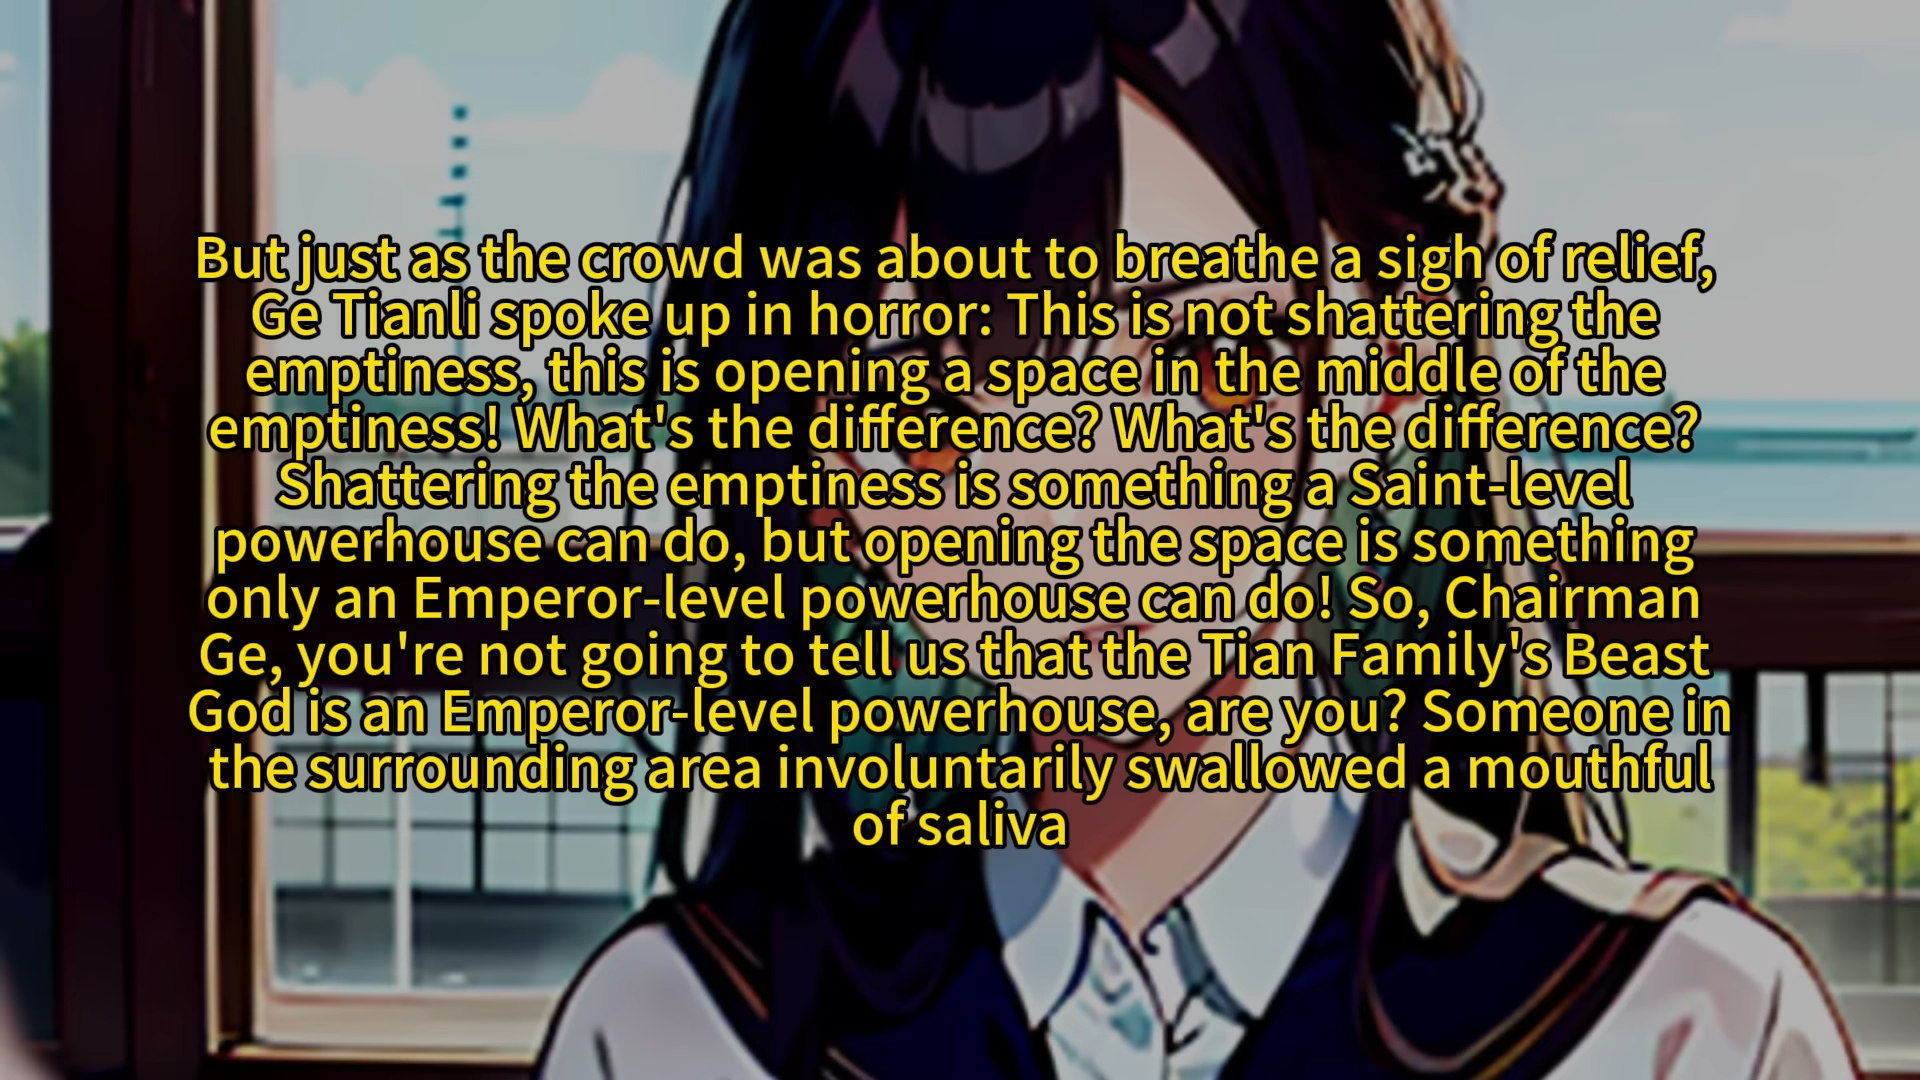 But just as the crowd was about to breathe a sigh of relief,
Ge Tianli spoke up in horror: This is not shattering the
emptiness, this is opening a space in the middle of the
emptiness! What's the difference? What's the difference?
Shattering the emptiness is something a Saint-level
powerhouse can do, but opening the space is something
only an Emperor-level powerhouse can do! So, Chairman
Ge, you're not going to tell us that the Tian Family's Beast
God is an Emperor-level powerhouse, are you? Someone in
the surrounding area involuntarily swallowed a mouthful
of saliva